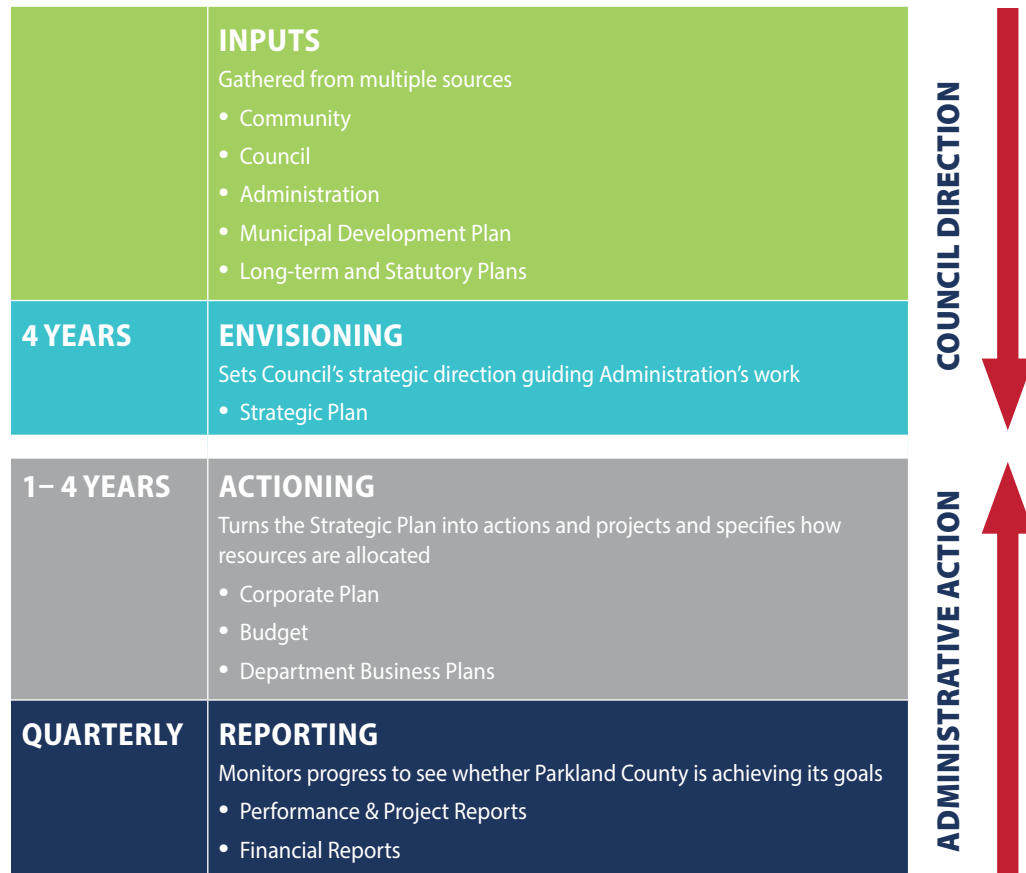 INPUTS
Gathered from multiple sources
• Community
• Council
• Administration
• Municipal Development Plan
• Long-term and Statutory Plans
4 YEARS
ENVISIONING
Sets Council's strategic direction guiding Administration's work
• Strategic Plan
COUNCIL DIRECTION
1– 4 YEARS
ACTIONING
Turns the Strategic Plan into actions and projects and specifies how
resources are allocated
• Corporate Plan
• Budget
• Department Business Plans
QUARTERLY
REPORTING
Monitors progress to see whether Parkland County is achieving its goals
• Performance & Project Reports
• Financial Reports
ADMINISTRATIVE ACTION